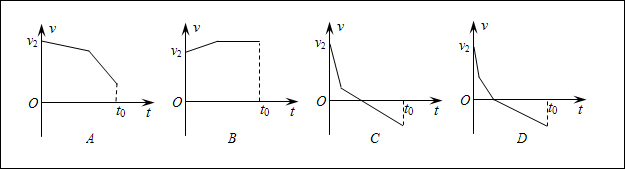 v v v v
v2 v2 v2 v2
O t0 t O t0 t O t0 t O t0 t
A B C D